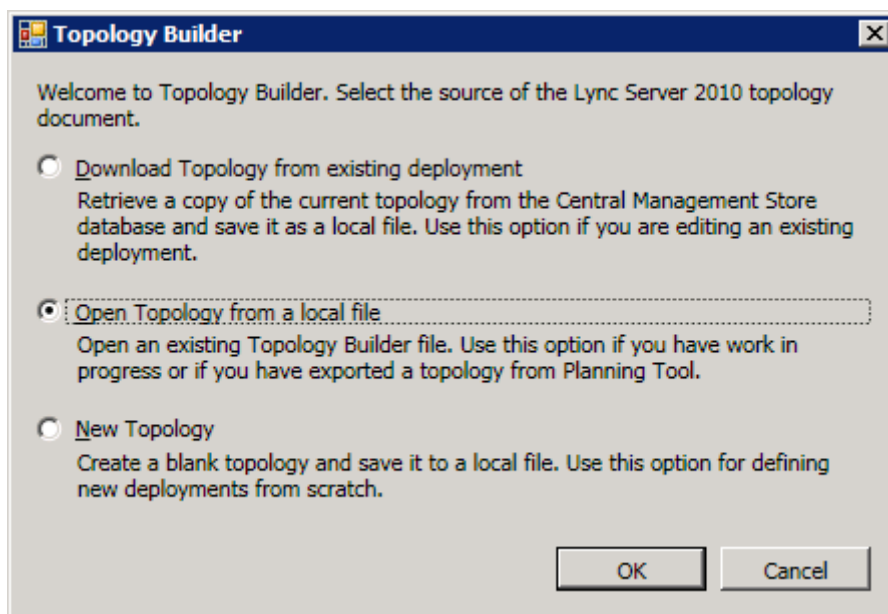 Topology Builder
Welcome to Topology Builder. Select the source of the Lync Server 2010 topology
document.
Download Topology from existing deployment
Retrieve a copy of the current topology from the Central Management Store
database and save it as a local file. Use this option if you are editing an existing
deployment.
Open Topology from a local file
Open an existing Topology Builder file. Use this option if you have work in
progress or if you have exported a topology from Planning Tool.
New Topology
Create a blank topology and save it to a local file. Use this option for defining
new deployments from scratch.
OK
Cancel